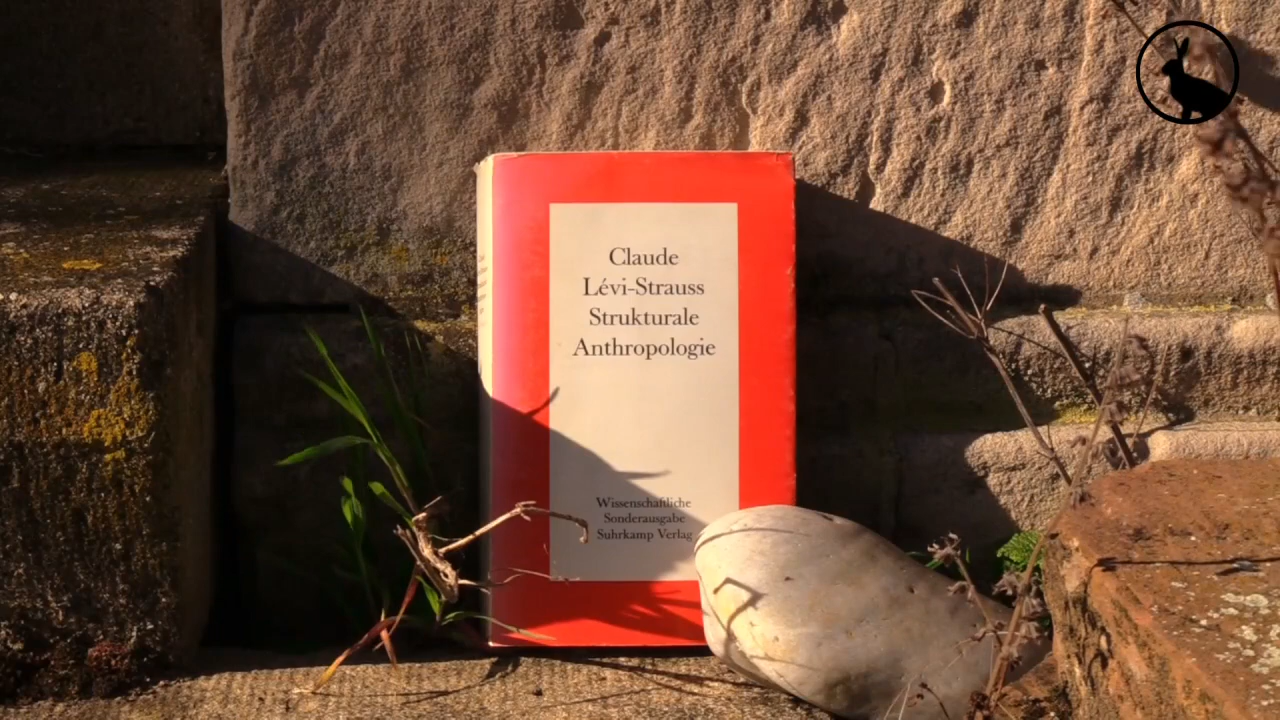 Claude
Lévi-Strauss
Strukturale
Anthropologie
Wissenschaftliche
Sonderausgabe
Suhrkamp Verlag